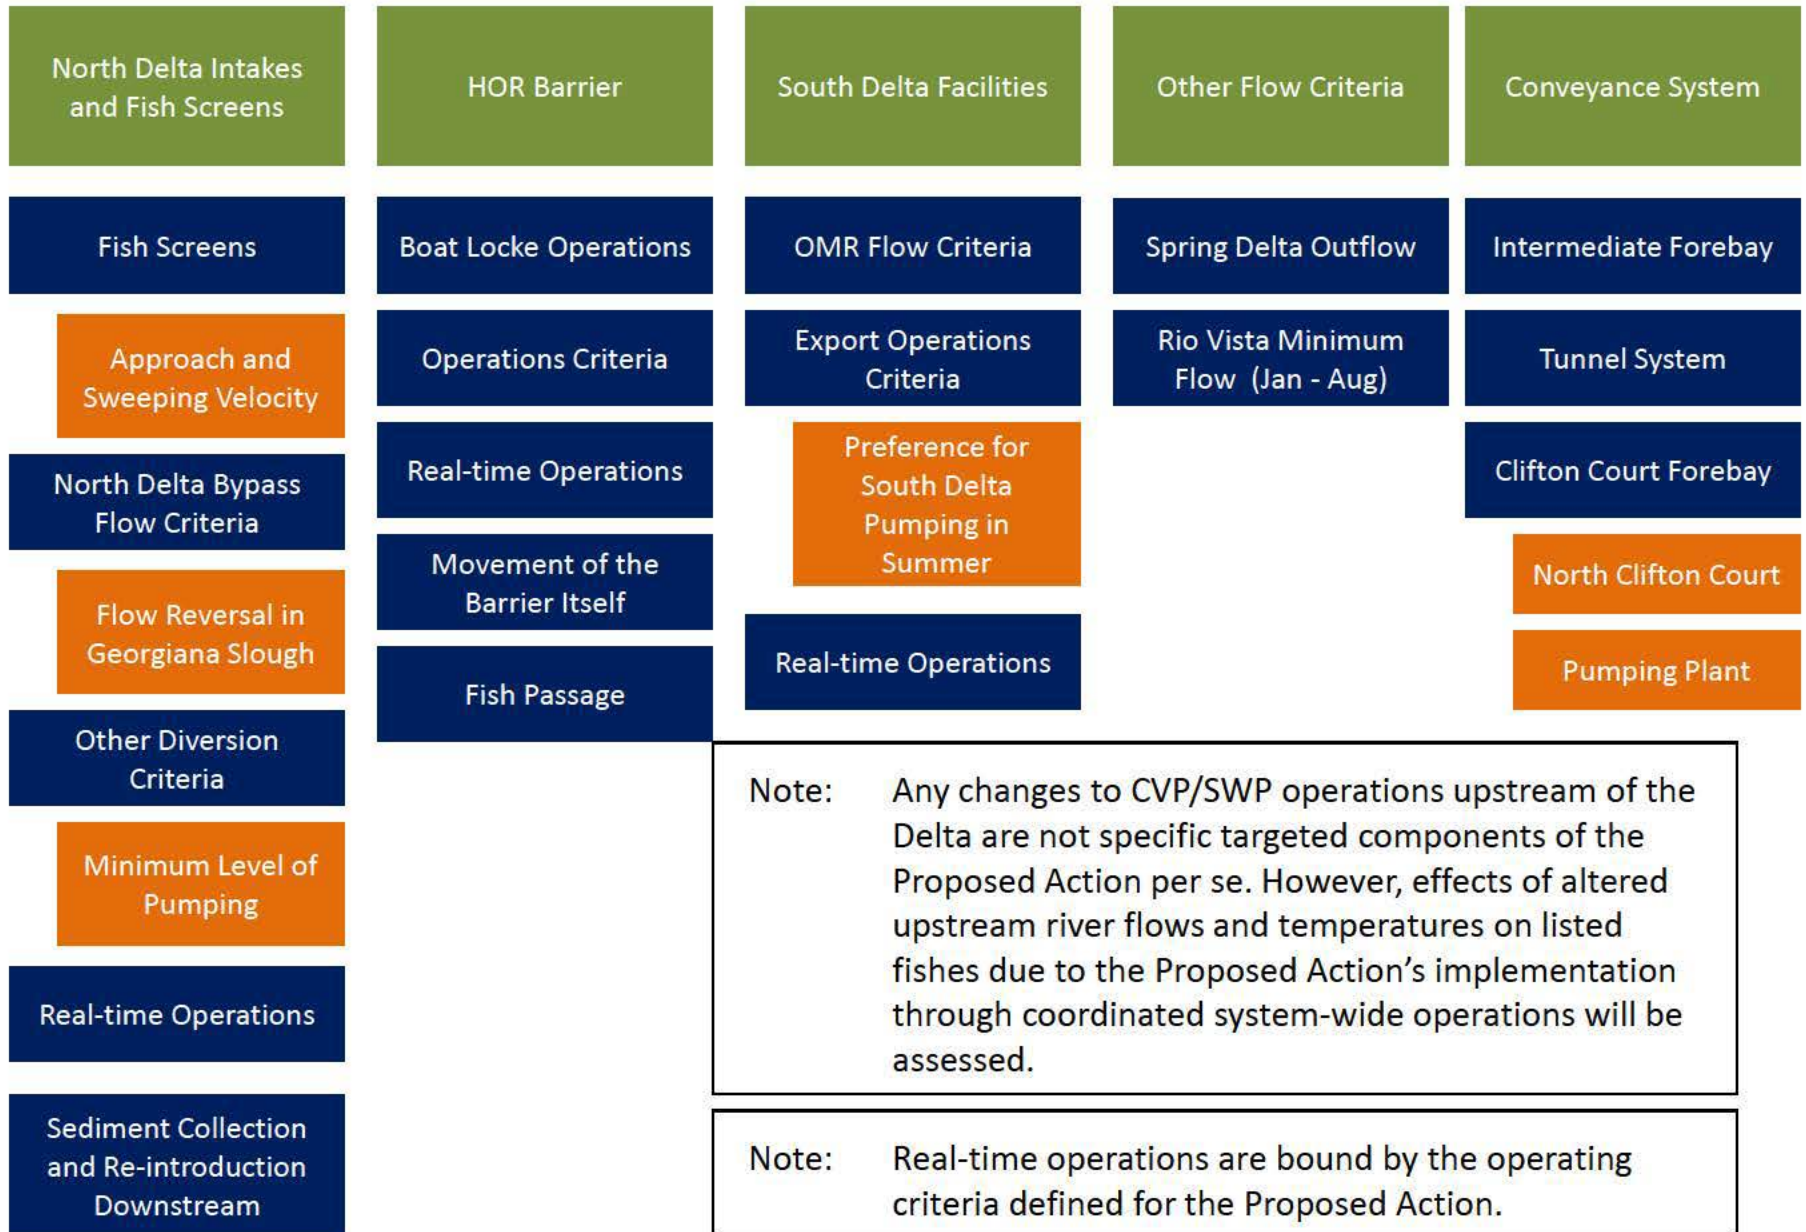 North Delta Intakes
and Fish Screens
Fish Screens
Approach and
Sweeping Velocity
North Delta Bypass
Flow Criteria
Flow Reversal in
Georgiana Slough
Other Diversion
Criteria
Minimum Level of
Pumping
Real-time Operations
Sediment Collection
and Re-introduction
Downstream
HOR Barrier
Boat Locke Operations
Operations Criteria
Real-time Operations
Movement of the
Barrier Itself
Fish Passage
South Delta Facilities
OMR Flow Criteria
Export Operations
Criteria
Preference for
South Delta
Pumping in
Summer
Real-time Operations
Other Flow Criteria
Spring Delta Outflow
Rio Vista Minimum
Flow (Jan - Aug)
Conveyance System
Intermediate Forebay
Tunnel System
Clifton Court Forebay
North Clifton Court
Pumping Plant
Note: Any changes to CVP/SWP operations upstream of the
Delta are not specific targeted components of the
Proposed Action per se. However, effects of altered
upstream river flows and temperatures on listed
fishes due to the Proposed Action’s implementation
through coordinated system-wide operations will be
assessed.
Note: Real-time operations are bound by the operating
criteria defined for the Proposed Action.